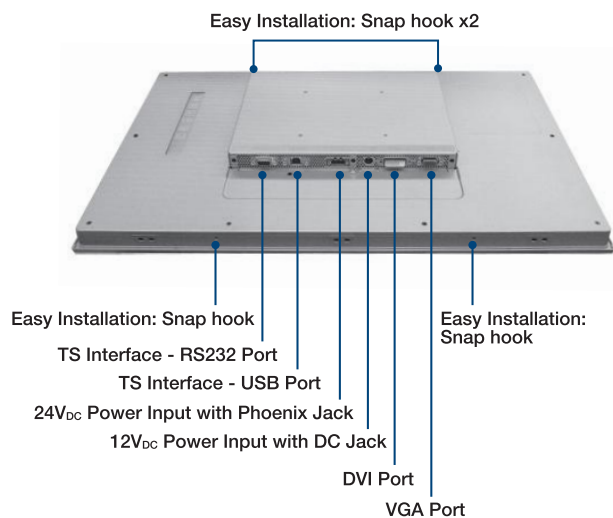 Easy Installation: Snap hook x2
Easy Installation: Snap hook
Easy Installation:
Snap hook
TS Interface - RS232 Port
TS Interface - USB Port
24VDC Power Input with Phoenix Jack
12VDC Power Input with DC Jack
DVI Port
VGA Port